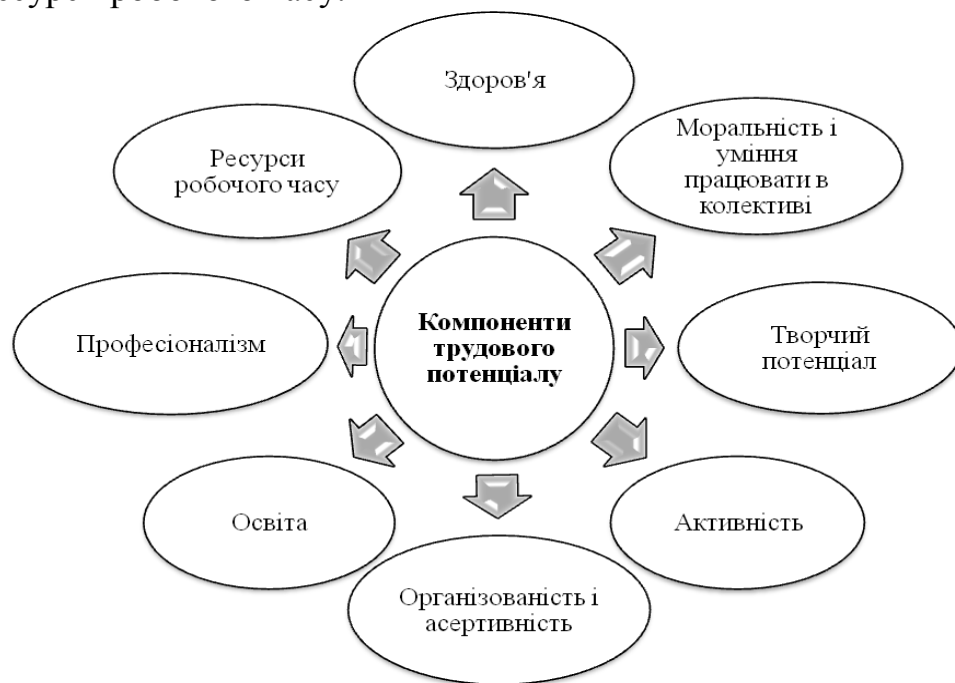 Здоров'я
Моральність і
уміння
працювати в
колективі
Творчий
потенціал
Активність
Організованість і
асертивність
Освіта
Професіоналізм
Ресурси
робочого часу
Компоненти
трудового
потенціалу